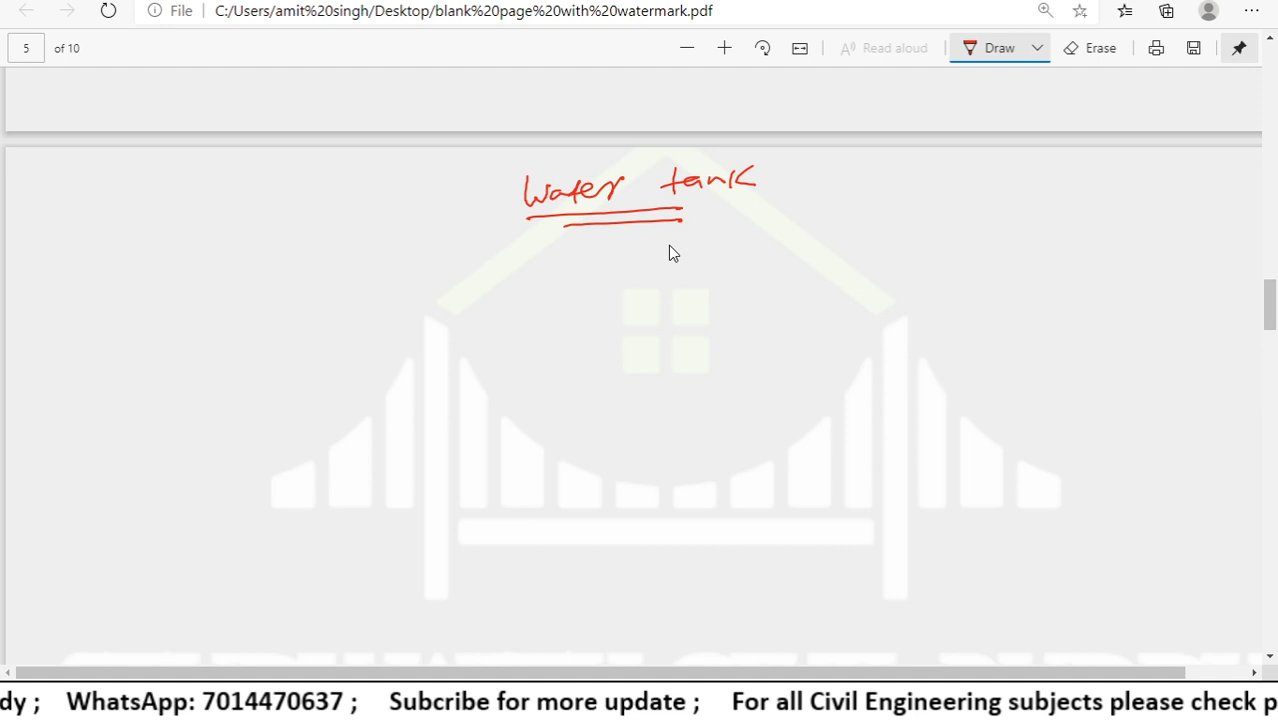 File
C:/Users/amit%20singh/Desktop/blank%20page%20with%20watermark.pdf
5 of 10
Read aloud
Draw
Erase
Water tank
dy ; WhatsApp: 7014470637 ; Subcribe for more update ; For all Civil Engineering subjects please check p